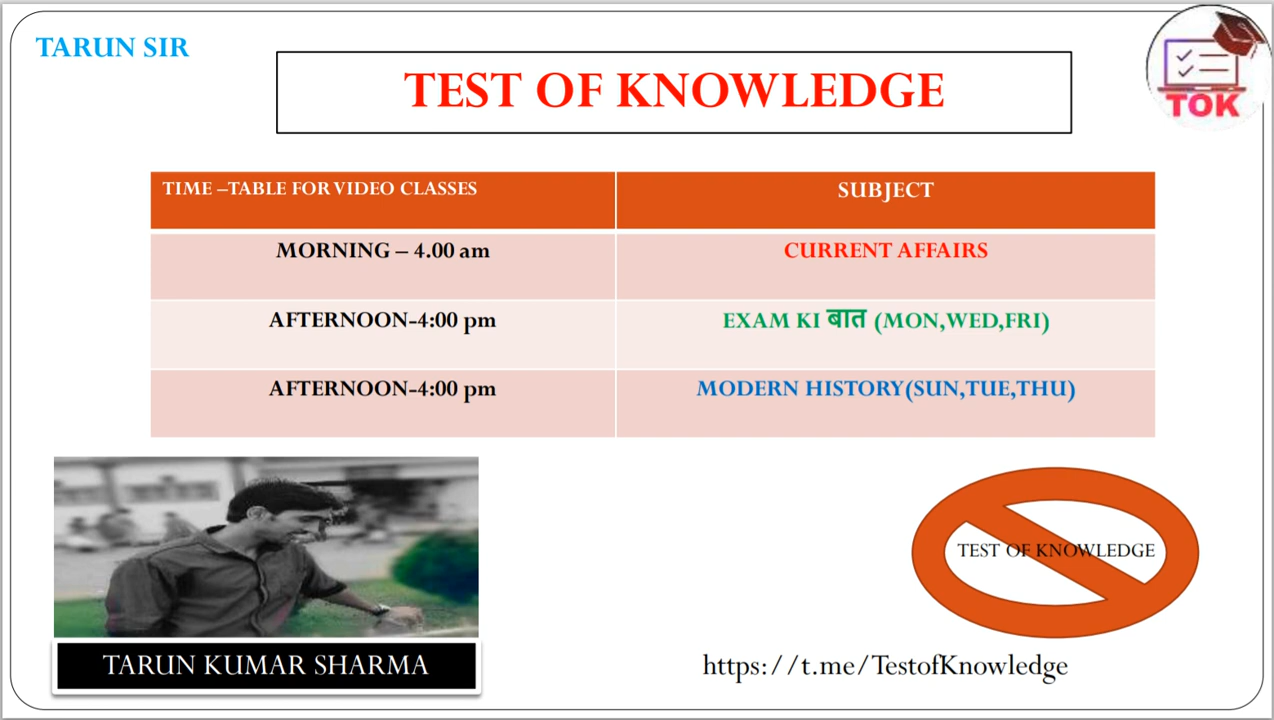 TARUN SIR
TEST OF KNOWLEDGE
TOK
TIME –TABLE FOR VIDEO CLASSES
SUBJECT
MORNING – 4.00 am
CURRENT AFFAIRS
AFTERNOON-4:00 pm
EXAM KI बात (MON,WED,FRI)
AFTERNOON-4:00 pm
MODERN HISTORY(SUN,TUE,THU)
TEST OF KNOWLEDGE
TARUN KUMAR SHARMA
https://t.me/TestofKnowledge